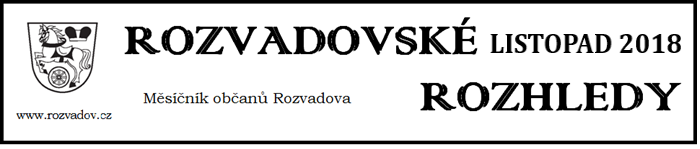 ROZVADOVSKÉ LISTOPAD 2018
ROZHLEDY
Měsíčník občanů Rozvadova
www.rozvadov.cz